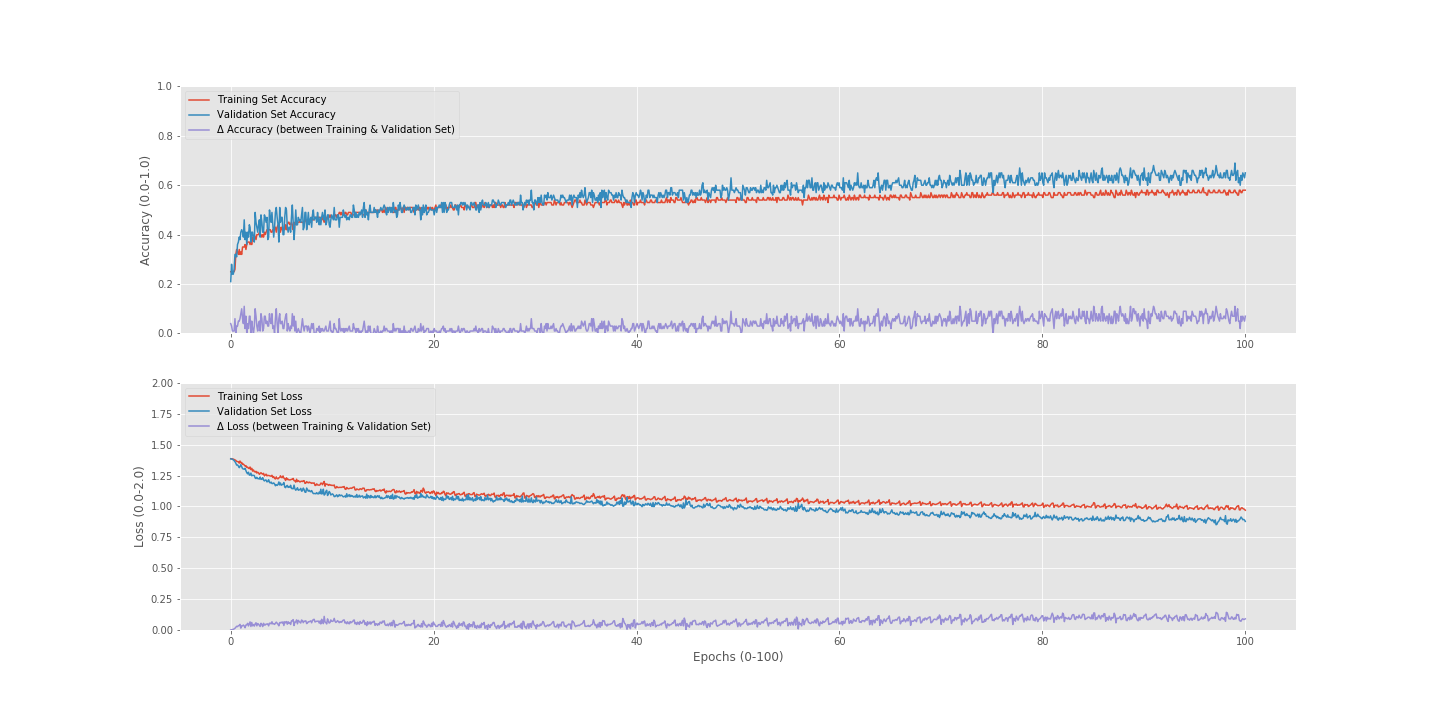 1.0
Training Set Accuracy
Validation Set Accuracy
Δ Accuracy (between Training & Validation Set)
0.8
0.6
0.4
0.2
0.0
Accuracy (0.0-1.0)
0 20 40 60 80 100
2.00
Training Set Loss
Validation Set Loss
Δ Loss (between Training & Validation Set)
1.75
1.50
1.25
1.00
0.75
0.50
0.25
0.00
Loss (0.0-2.0)
0 20 40 60 80 100
Epochs (0-100)